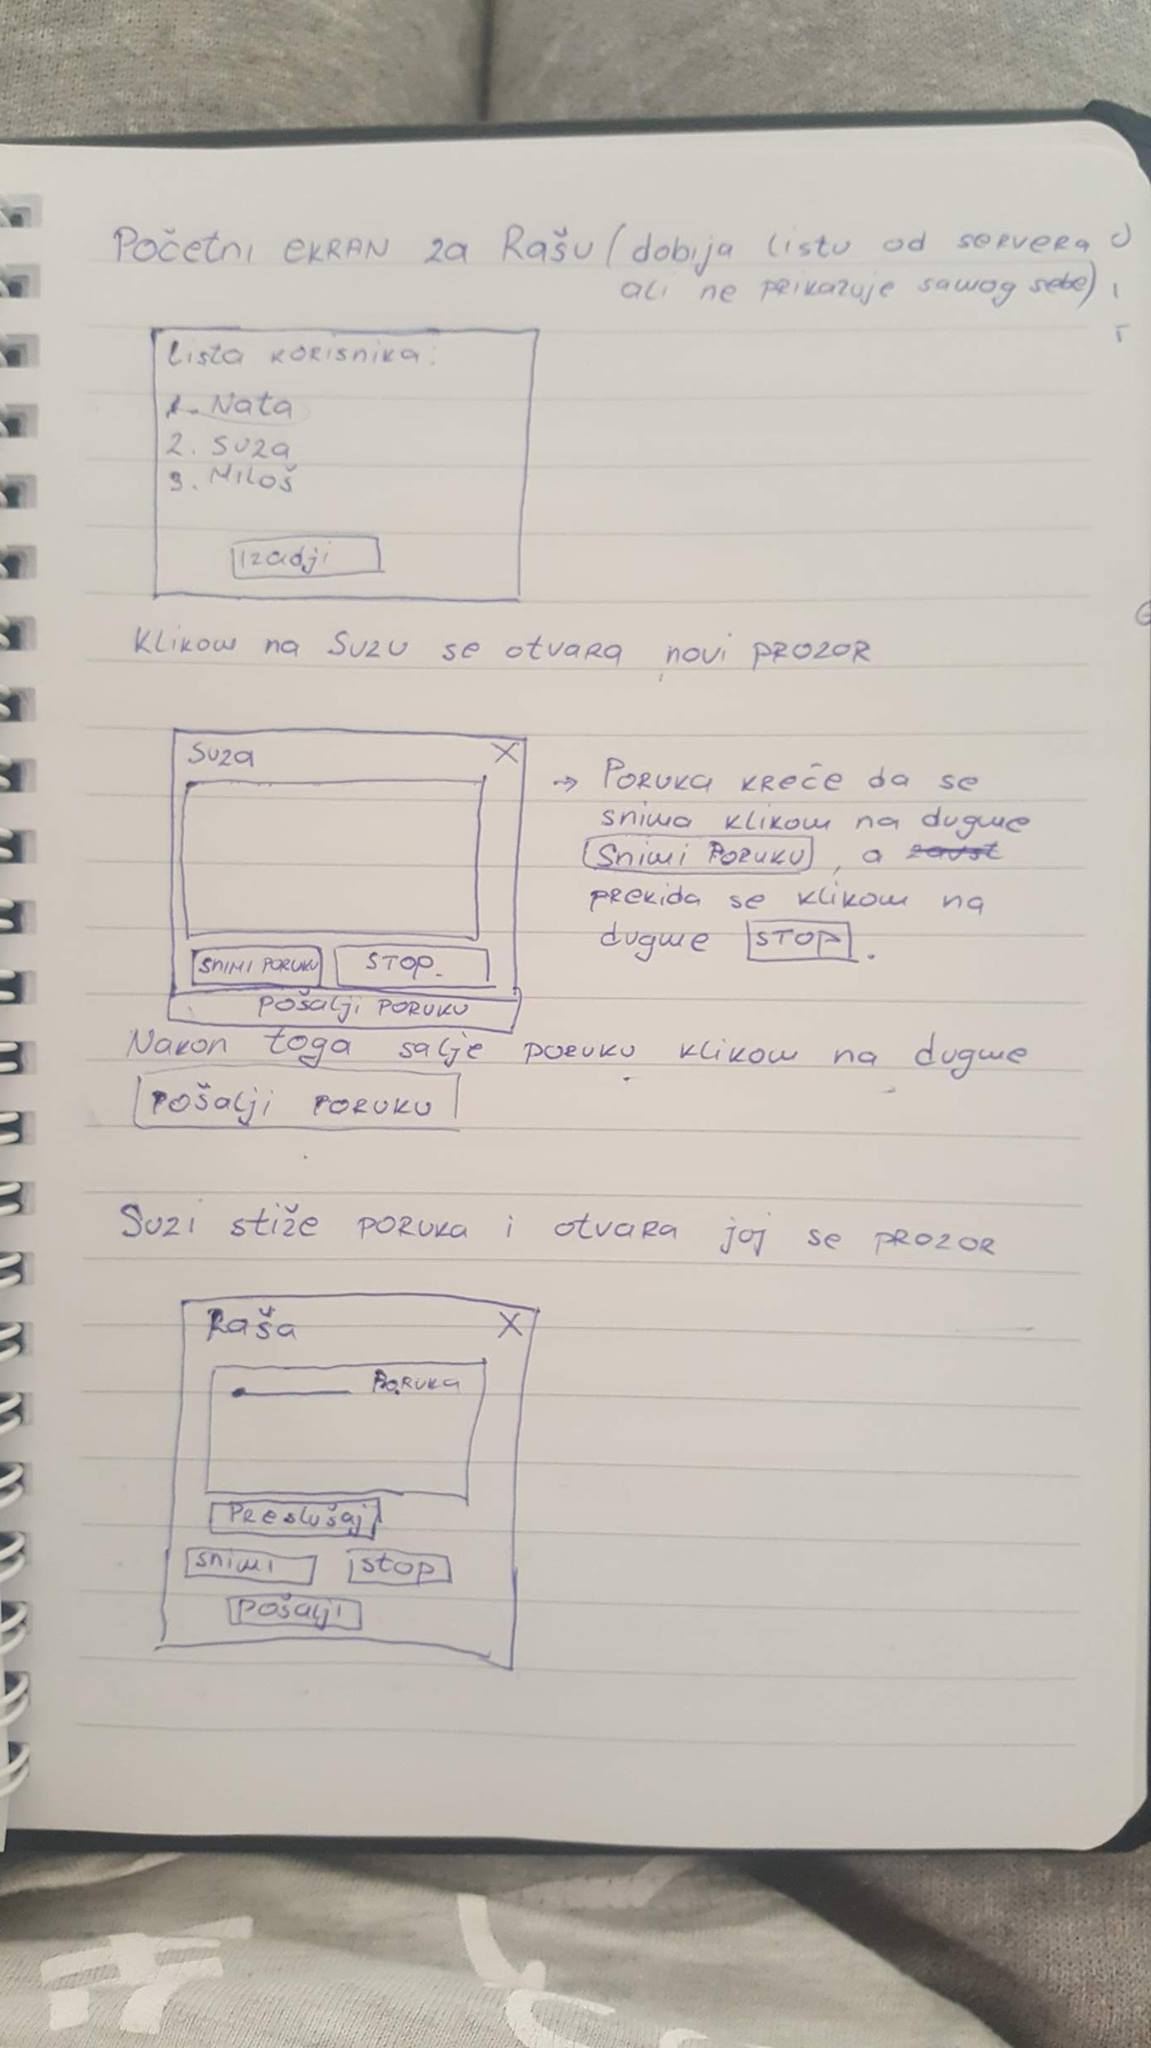 Početni EKRAN za Rašu (dobija listu od servera
ali ne prikazuje samog sebe)
Lista korisnika:
1. Nata
2. Suza
3. Miloš
Izadji
Klikom na Suzu se otvara novi PROZOR
Suza X
SNIMI PORUKU STOP
Pošalji PORUKU
→ PORUKA KREĆE da se
snima klikom na dugme
Snimi PORUKU, a zavst
prekida se klikom na
dugme STOP.
Nakon toga salje poruku klikom na dugme
Pošalji PORUKU
Suzi stiže PORUKA i otvara joj se PROZOR
Raša X
PORUKA
Preslušaj
snimi stop
pošalji